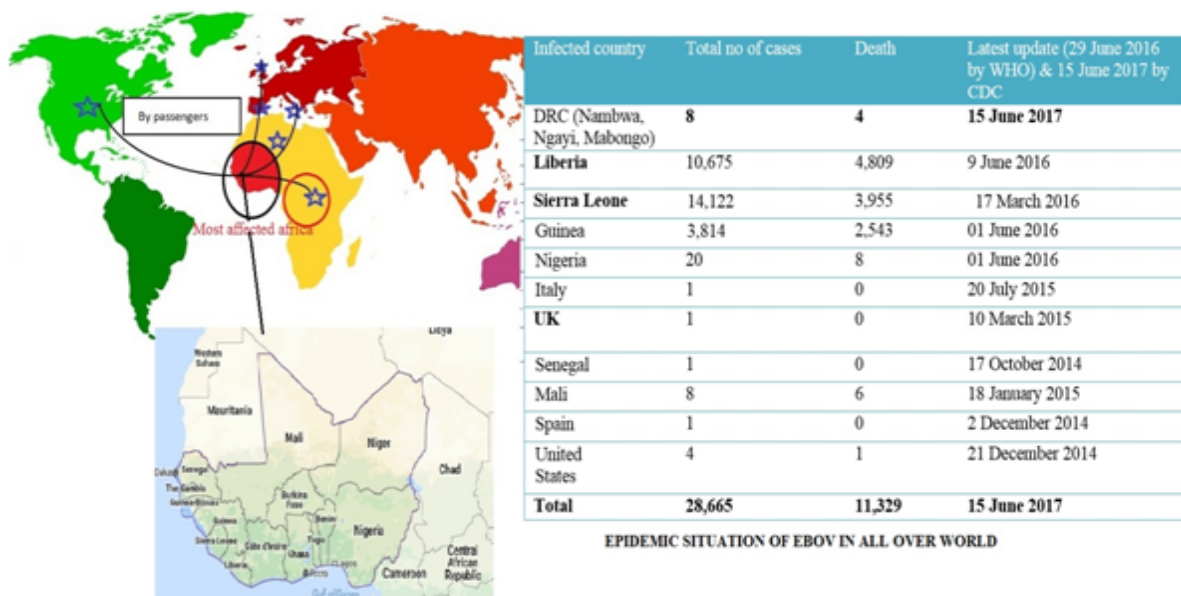 By passengers
Most affected africa
Libya
Western
Sahara
Mauritania
Mali
Niger
Chad
Senegal
The Gambia
Guinea-Bissau
Burkina
Faso
Guinea
Benin
Sierra Leone
Côte d'Ivoire
Togo
Nigeria
Ghana
Liberia
Lagos
Central
African
Republic
Cameroon
Infected country Total no of cases Death Latest update (29 June 2016
by WHO) & 15 June 2017 by
CDC
DRC (Nambwa, 8 4 15 June 2017
Ngayi, Mabongo)
Liberia 10,675 4,809 9 June 2016
Sierra Leone 14,122 3,955 17 March 2016
Guinea 3,814 2,543 01 June 2016
Nigeria 20 8 01 June 2016
Italy 1 0 20 July 2015
UK 1 0 10 March 2015
Senegal 1 0 17 October 2014
Mali 8 6 18 January 2015
Spain 1 0 2 December 2014
United 4 1 21 December 2014
States
Total 28,665 11,329 15 June 2017
EPIDEMIC SITUATION OF EBOV IN ALL OVER WORLD